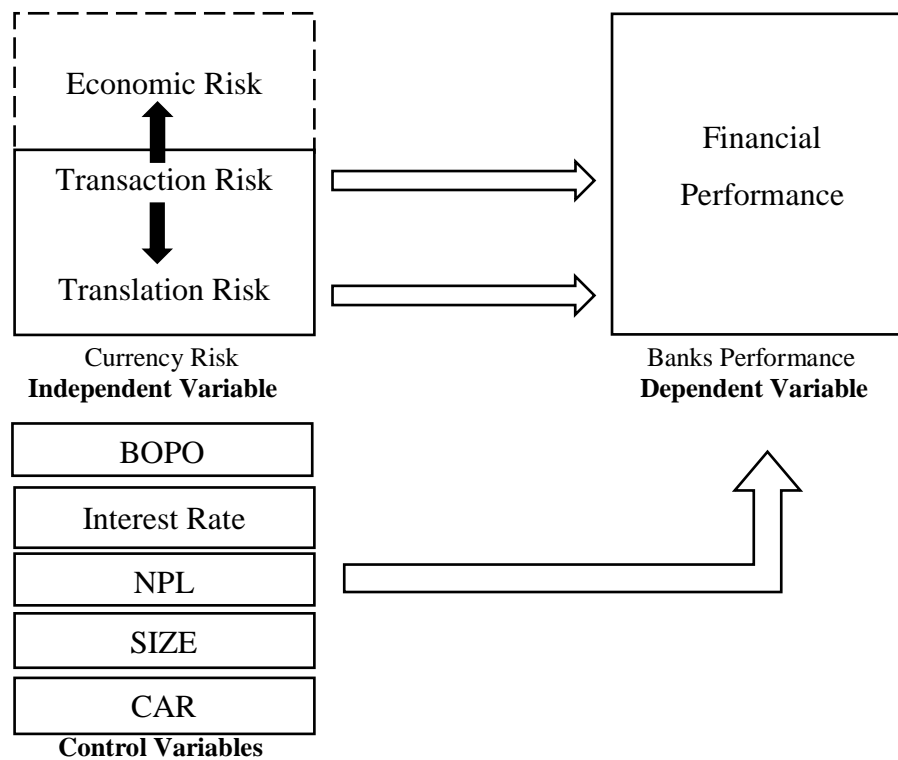 Economic Risk
Transaction Risk
Translation Risk
Currency Risk
Independent Variable
Financial
Performance
Banks Performance
Dependent Variable
BOPO
Interest Rate
NPL
SIZE
CAR
Control Variables